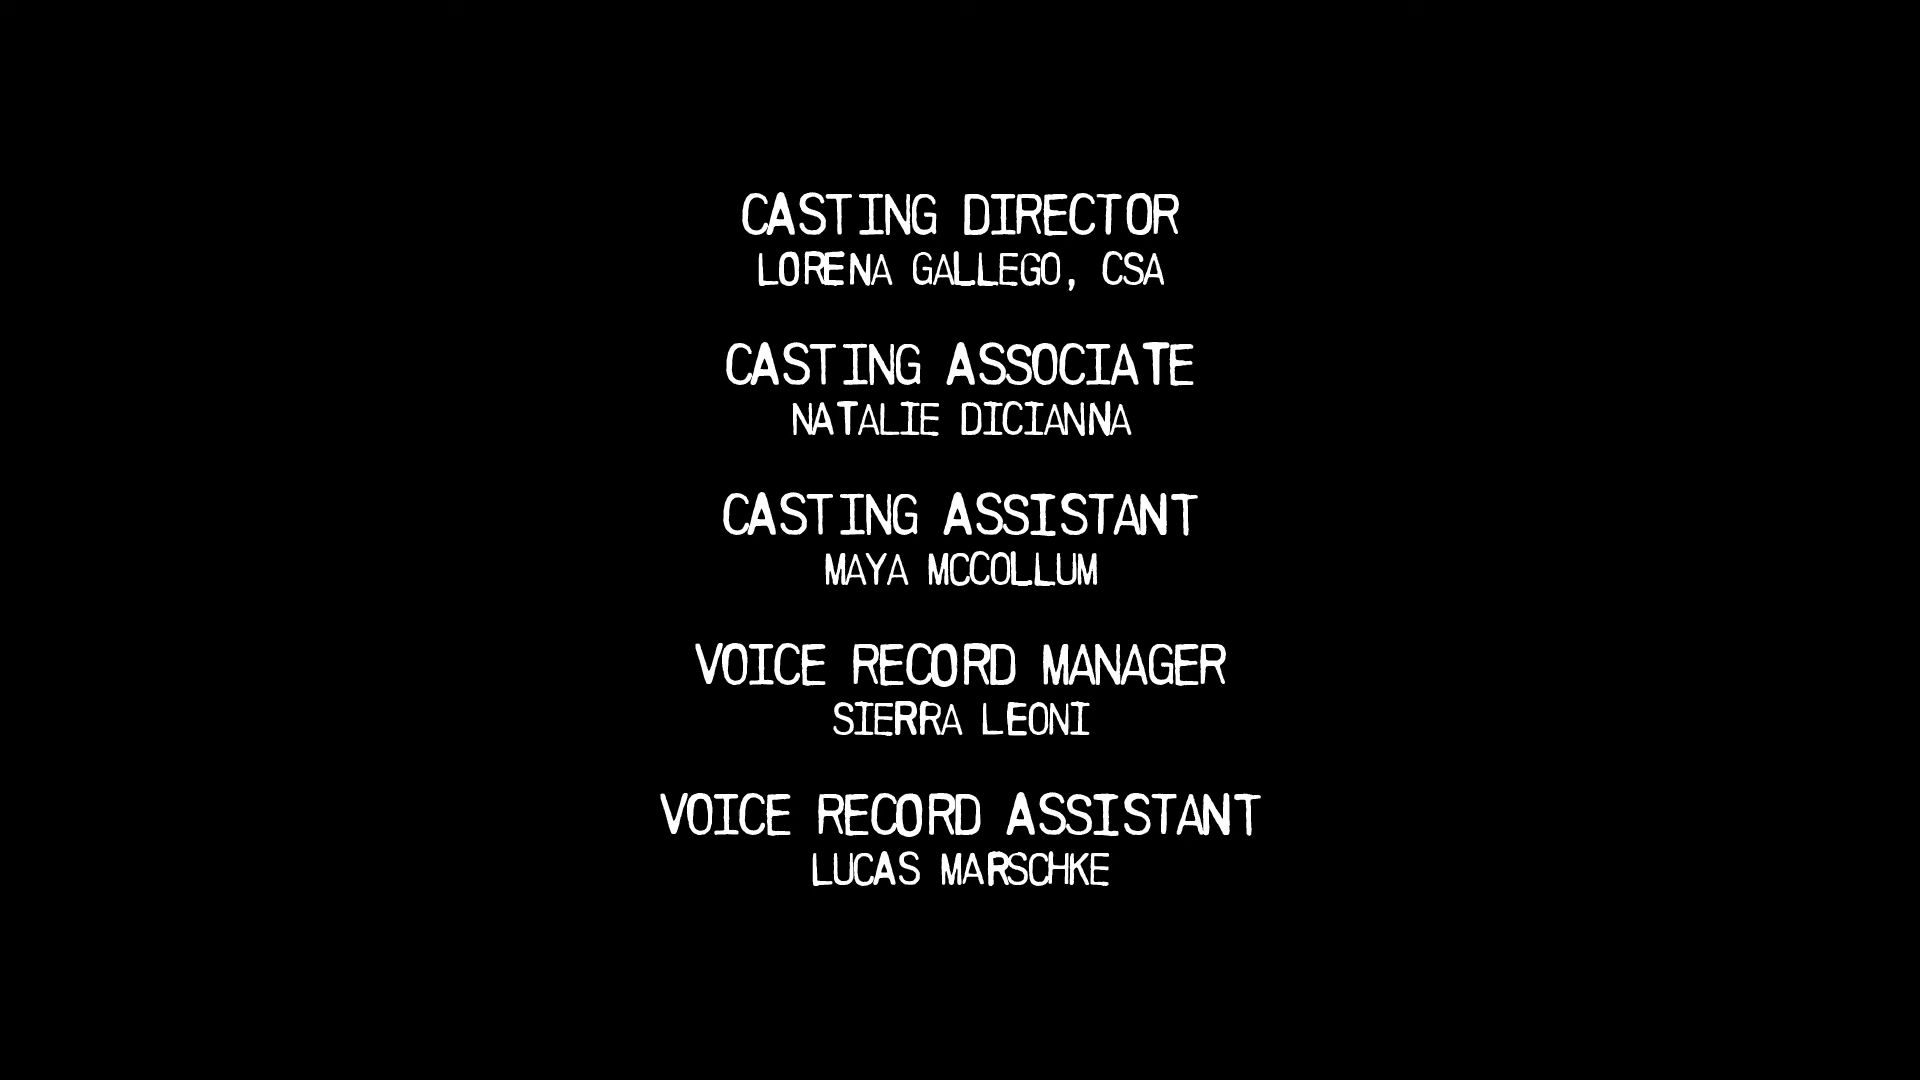 CASTING DIRECTOR
LORENA GALLEGO, CSA
CASTING ASSOCIATE
NATALIE DICIANNA
CASTING ASSISTANT
MAYA MCCOLLUM
VOICE RECORD MANAGER
SIERRA LEONI
VOICE RECORD ASSISTANT
LUCAS MARSCHKE